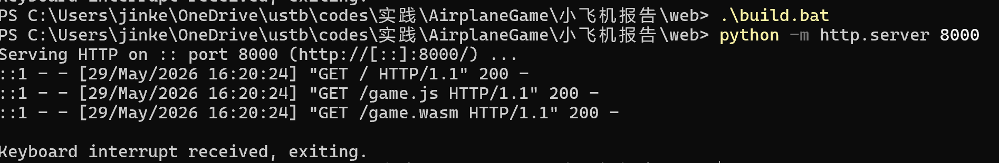 Keyboard interrupt received, exiting.
PS C:\Users\jinke\OneDrive\ustb\codes\实践\AirplaneGame\小飞机报告\web> .\build.bat
PS C:\Users\jinke\OneDrive\ustb\codes\实践\AirplaneGame\小飞机报告\web> python -m http.server 8000
Serving HTTP on :: port 8000 (http://[::]:8000/) ...
::1 - - [29/May/2026 16:20:24] "GET / HTTP/1.1" 200 -
::1 - - [29/May/2026 16:20:24] "GET /game.js HTTP/1.1" 200 -
::1 - - [29/May/2026 16:20:24] "GET /game.wasm HTTP/1.1" 200 -
Keyboard interrupt received, exiting.